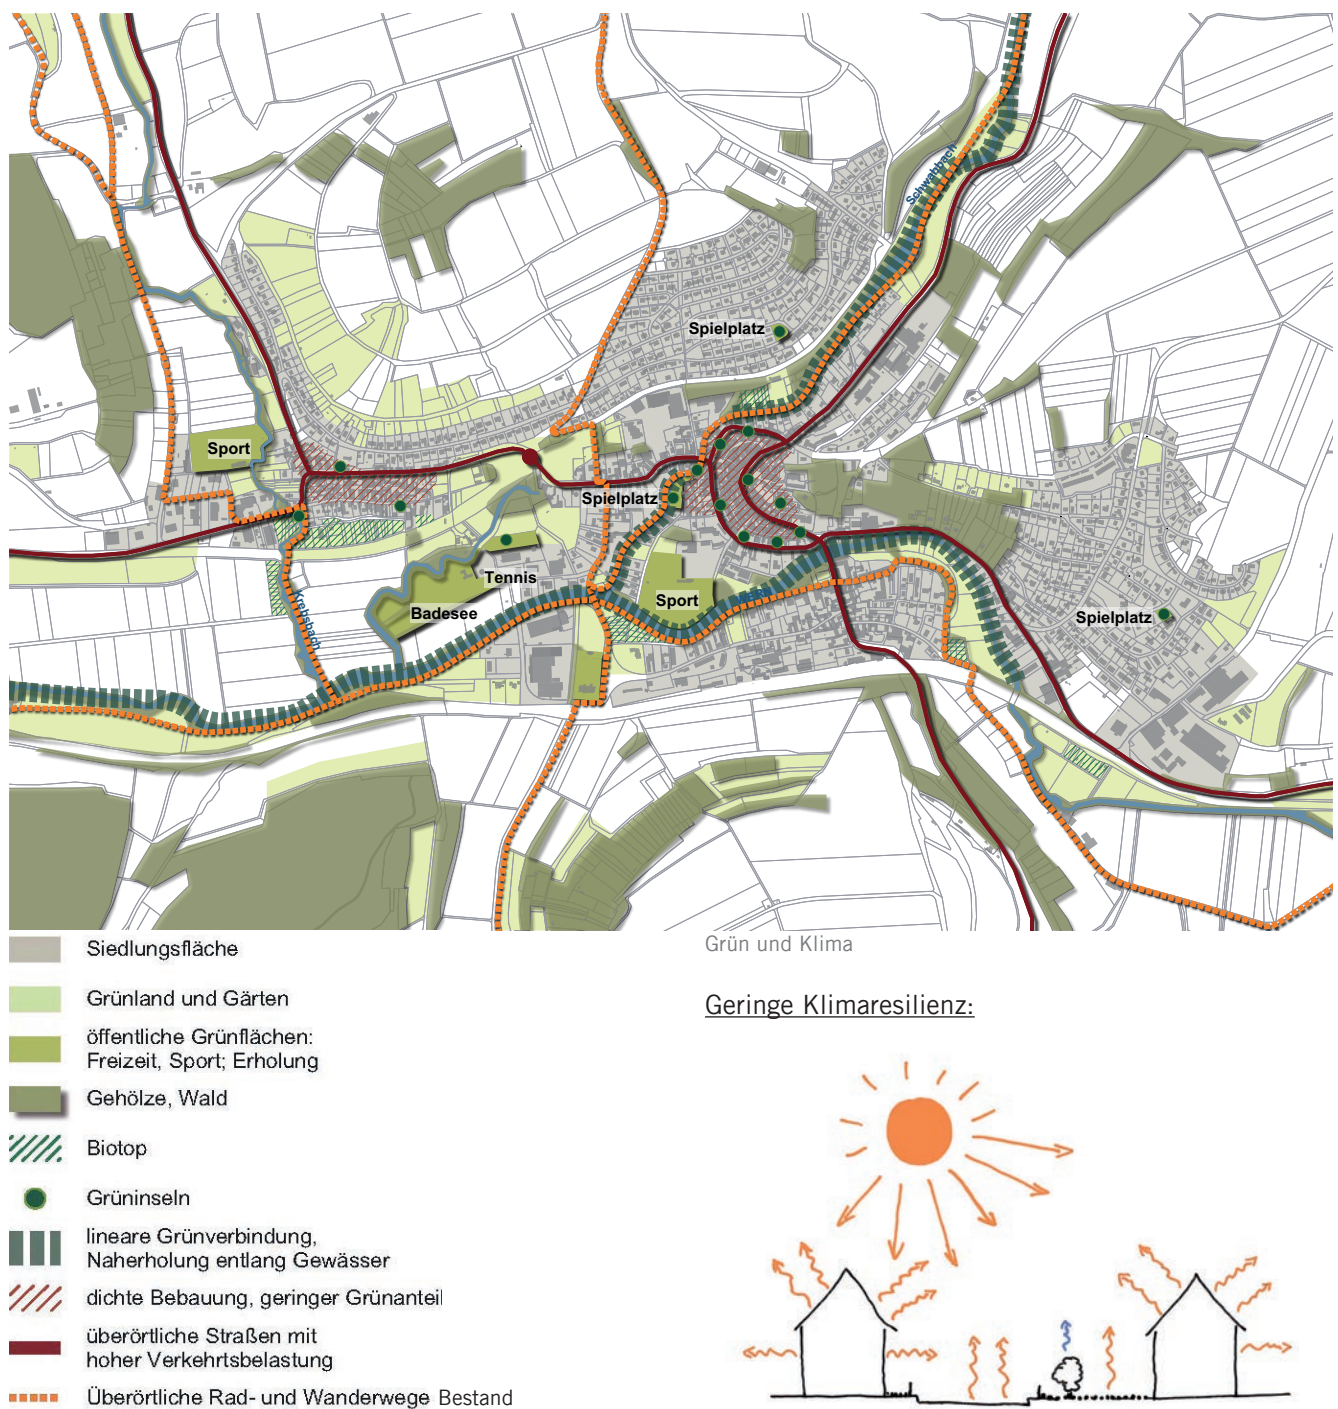 Schwabbach
Spielplatz
Sport
Spielplatz
Tennis
Badesee
Sport
Spielplatz
Krebsbach
Siedlungsfläche
Grünland und Gärten
öffentliche Grünflächen:
Freizeit, Sport; Erholung
Gehölze, Wald
Biotop
Grüninseln
lineare Grünverbindung,
Naherholung entlang Gewässer
dichte Bebauung, geringer Grünanteil
überörtliche Straßen mit
hoher Verkehrtsbelastung
Überörtliche Rad- und Wanderwege Bestand
Grün und Klima
Geringe Klimaresilienz: